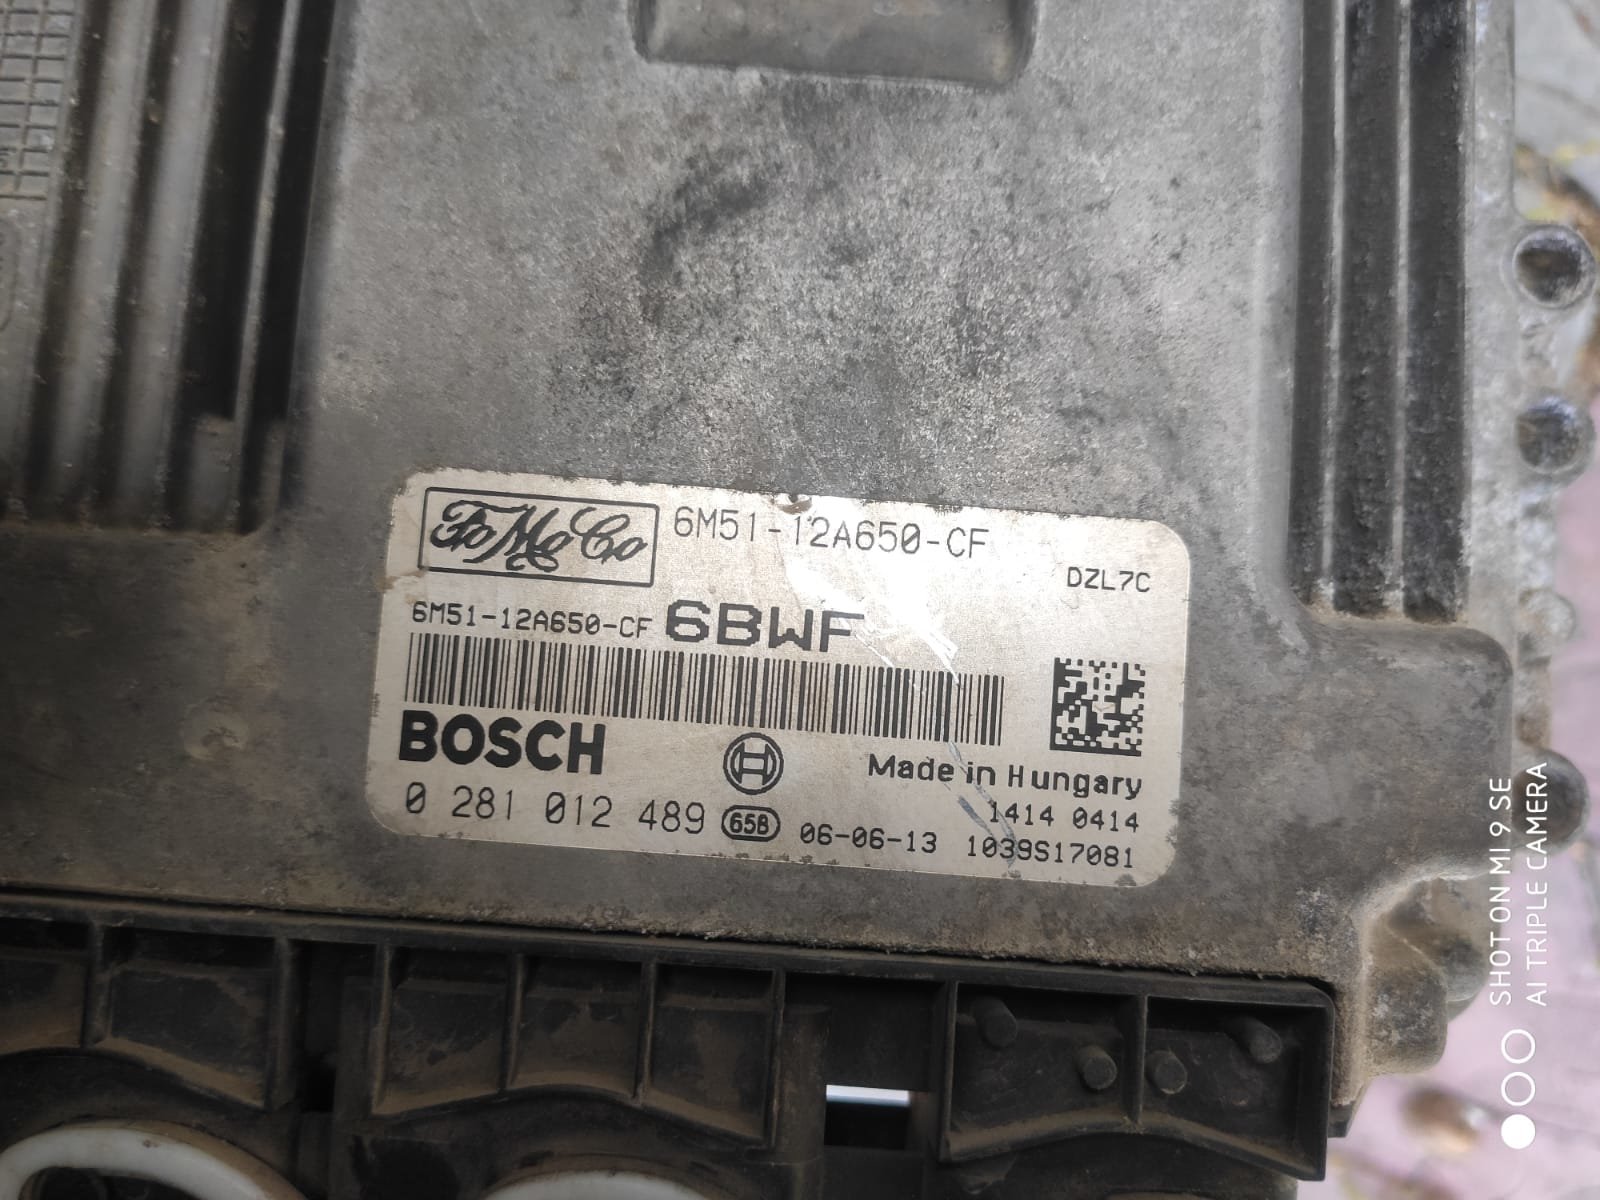 FoMoCo 6M51-12A650-CF
DZL7C
6M51-12A650-CF 6BWF
BOSCH
Made in Hungary
0 281 012 489 658 06-06-13
1414 0414
1039S17081
SHOT ON MI 9 SE
AI TRIPLE CAMERA